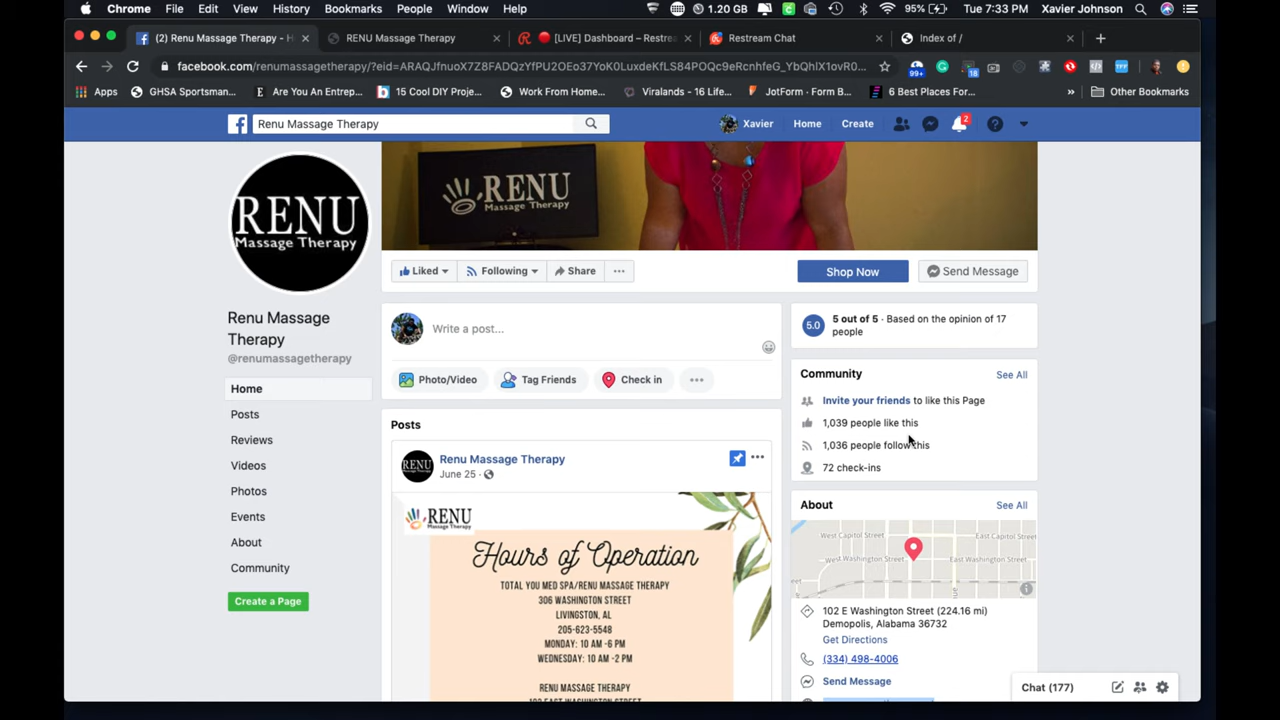 Chrome File Edit View History Bookmarks People Window Help 1.20 GB 95% Tue 7:33 PM Xavier Johnson
(2) Renu Massage Therapy - H RENU Massage Therapy [LIVE] Dashboard – Restre Restream Chat Index of /
facebook.com/renumassagetherapy/?eid=ARAQJfnuoX7Z8FADQzYfPU2OEo37YoK0LuxdeKfLS84POQc9eRcnhfeG_YbQhlX1ovR0... 99+ 18
Apps GHSA Sportsman... Are You An Entrep... 15 Cool DIY Proje... Work From Home... Viralands - 16 Life... JotForm - Form B... 6 Best Places For... » Other Bookmarks
Renu Massage Therapy Xavier Home Create 2
RENU
Massage Therapy
RENU
Massage Therapy
Liked Following Share ... Shop Now Send Message
Renu Massage
Therapy
@renumassagetherapy
Home
Posts
Reviews
Videos
Photos
Events
About
Community
Create a Page
Write a post...
Photo/Video Tag Friends Check in ...
Posts
Renu Massage Therapy
June 25 ·
RENU
Massage Therapy
Hours of Operation
TOTAL YOU MED SPA/RENU MASSAGE THERAPY
306 WASHINGTON STREET
LIVINGSTON, AL
205-623-5548
MONDAY: 10 AM -6 PM
WEDNESDAY: 10 AM -2 PM
RENU MASSAGE THERAPY
5.0 5 out of 5 · Based on the opinion of 17
people
Community See All
Invite your friends to like this Page
1,039 people like this
1,036 people follow this
72 check-ins
About See All
West Capitol Street East Capitol Street
West Washington Street East Washington Street
102 E Washington Street (224.16 mi)
Demopolis, Alabama 36732
Get Directions
(334) 498-4006
Send Message
Chat (177)